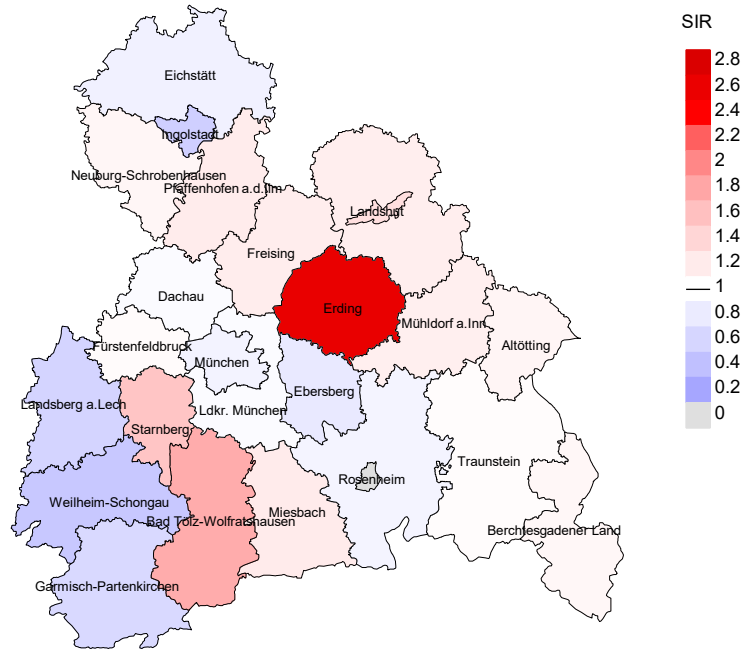 SIR
2.8
2.6
2.4
2.2
2
1.8
1.6
1.4
1.2
1
0.8
0.6
0.4
0.2
0
Eichstätt
Ingolstadt
Neuburg-Schrobenhausen
Pfaffenhofen a.d.Ilm
Landshut
Freising
Dachau
Erding
Mühldorf a.Inn
Fürstenfeldbruck
Altötting
München
Ebersberg
Landsberg a.Lech
Ldkr. München
Starnberg
Traunstein
Rosenheim
Weilheim-Schongau
Miesbach
Bad Tölz-Wolfratshausen
Berchtesgadener Land
Garmisch-Partenkirchen